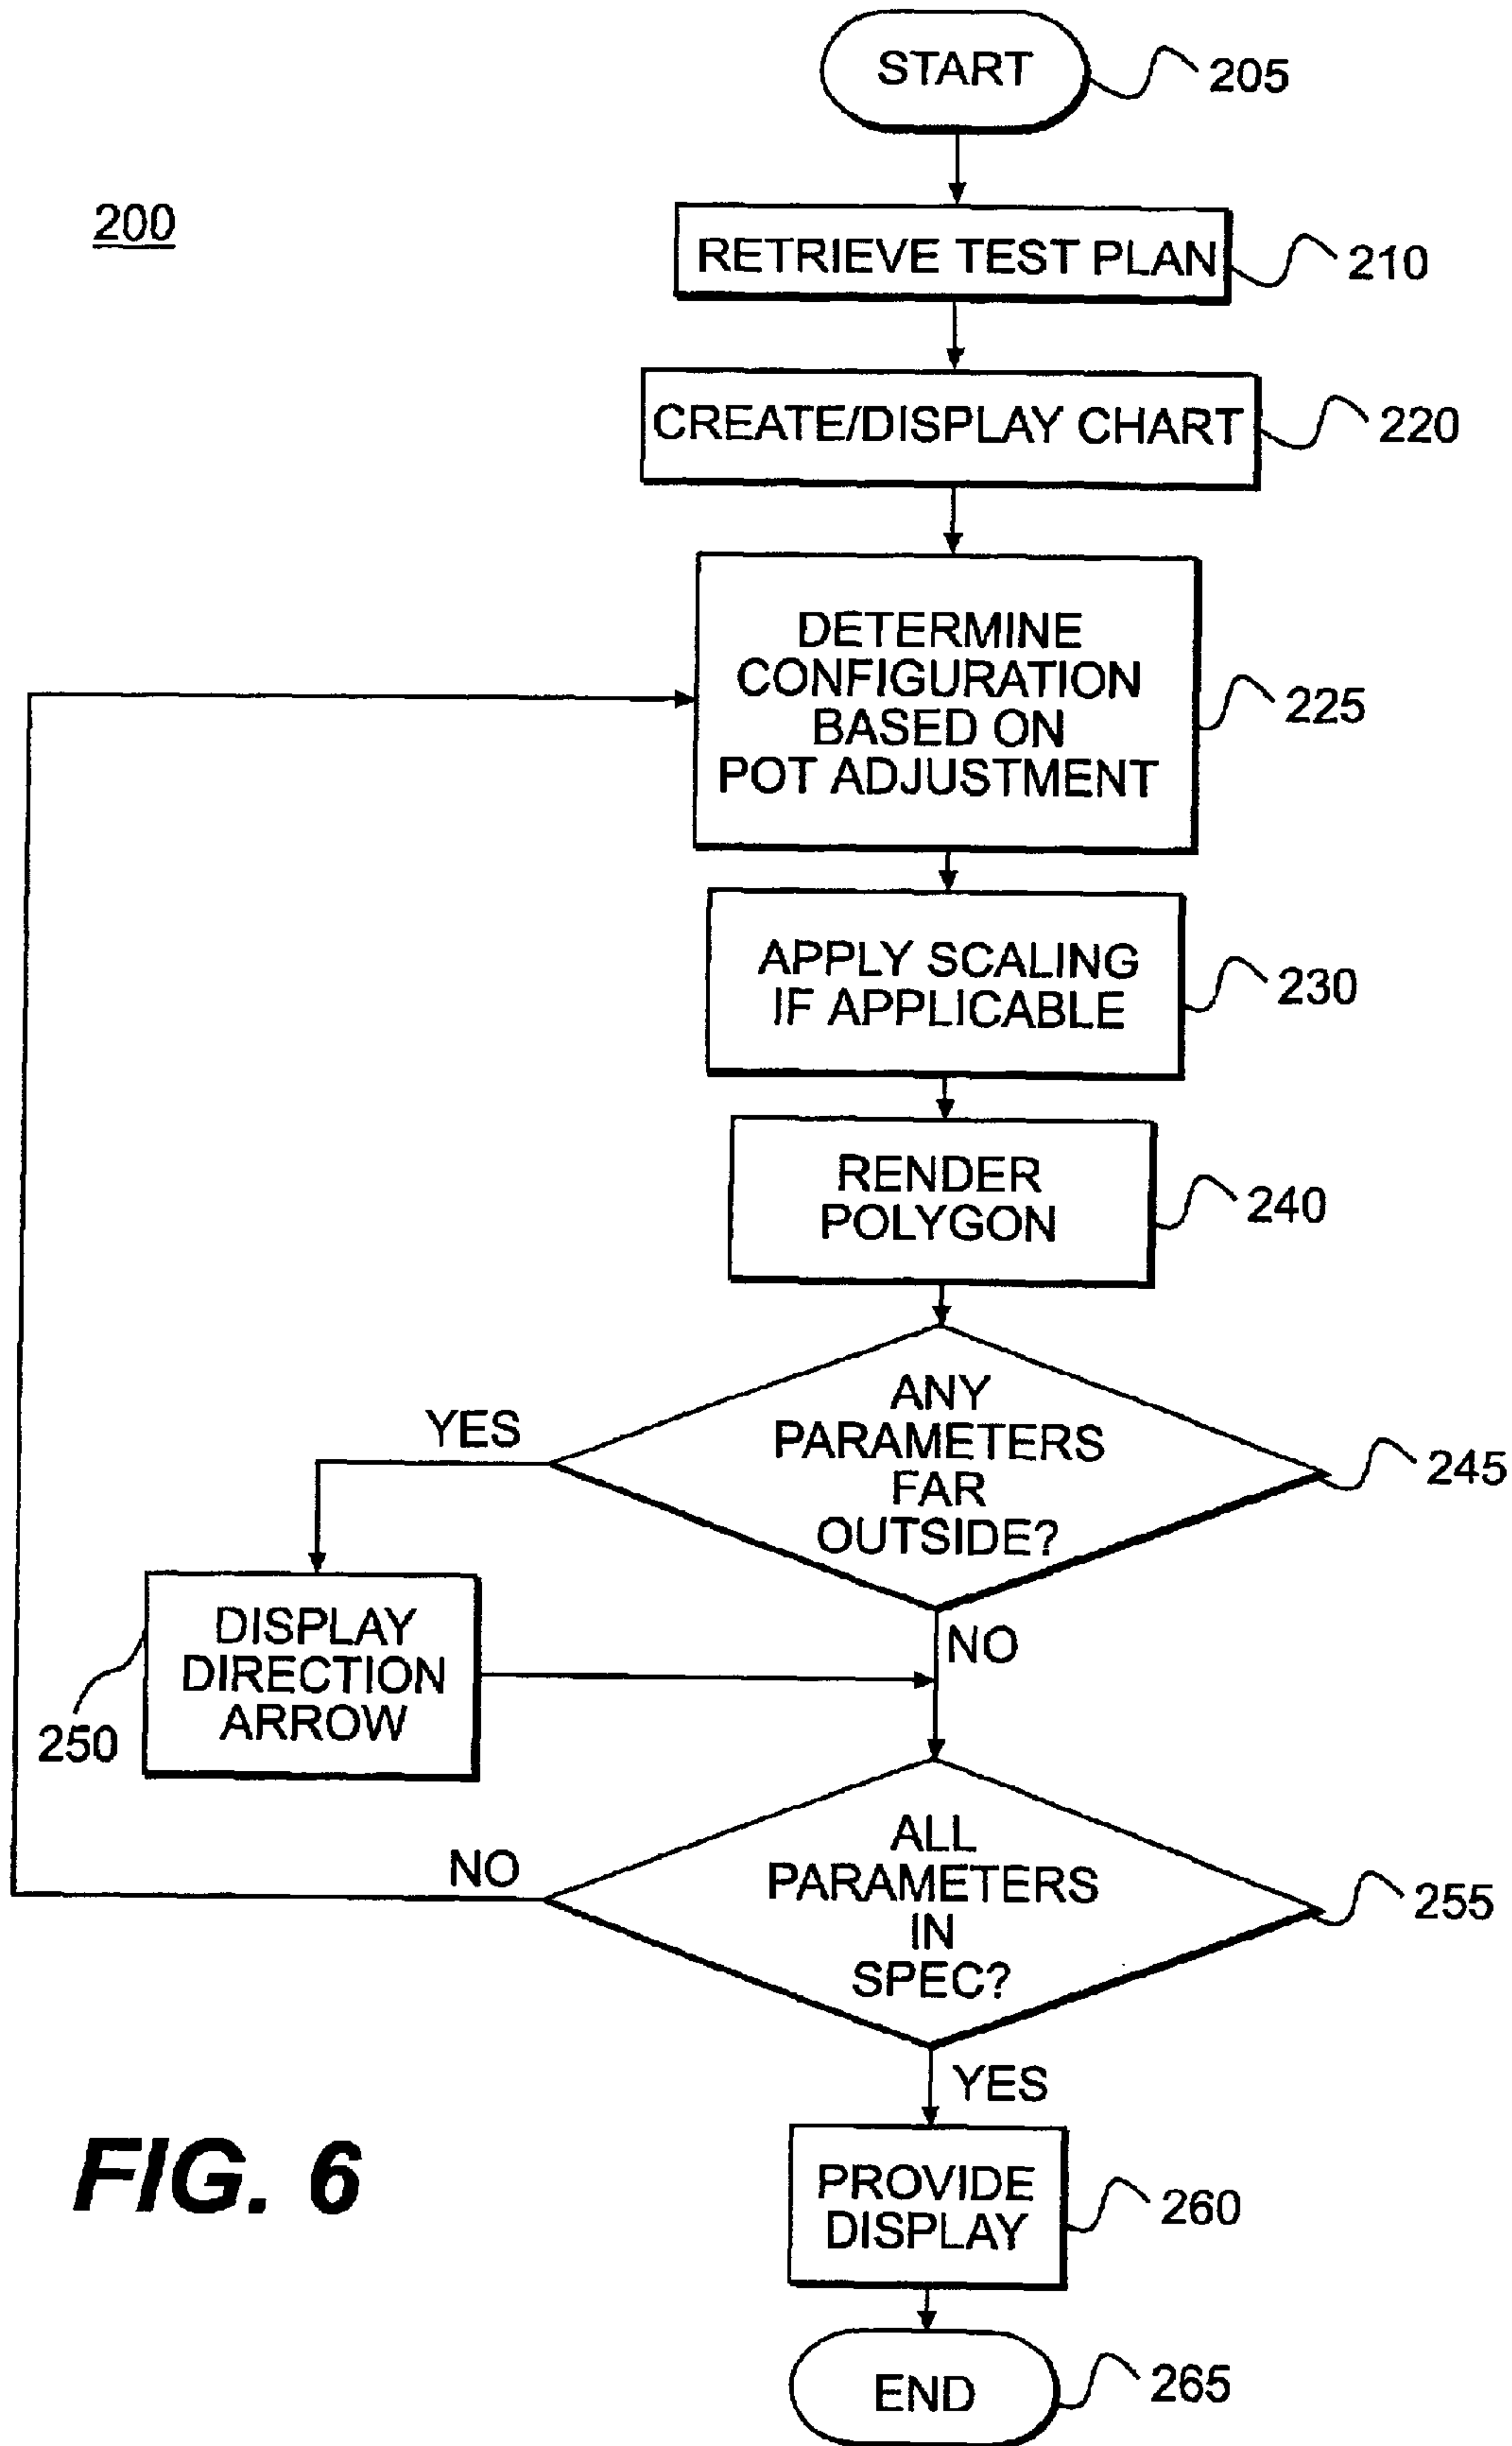 START
205
200
RETRIEVE TEST PLAN
210
CREATE/DISPLAY CHART
220
DETERMINE
CONFIGURATION
BASED ON
POT ADJUSTMENT
225
APPLY SCALING
IF APPLICABLE
230
RENDER
POLYGON
240
ANY
PARAMETERS
FAR
OUTSIDE?
245
YES
NO
DISPLAY
DIRECTION
ARROW
250
ALL
PARAMETERS
IN
SPEC?
255
NO
YES
PROVIDE
DISPLAY
260
FIG. 6
END
265